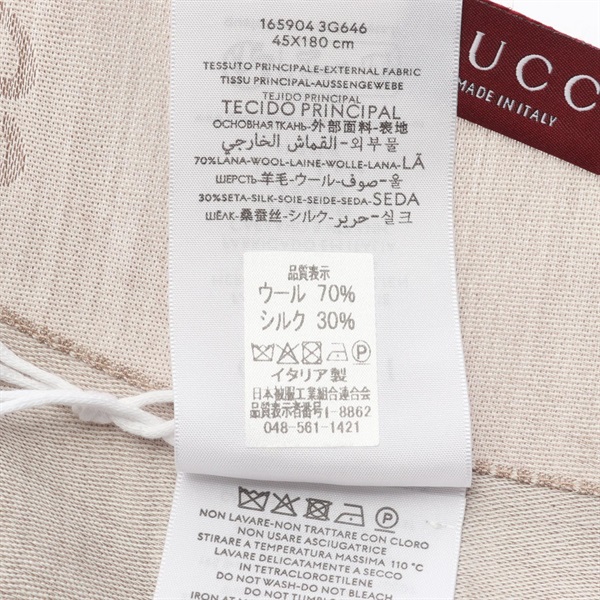 165904 3G646
45X180 cm
TESSUTO PRINCIPALE-EXTERNAL FABRIC
TISSU PRINCIPAL-AUSSENGEWEBE
TEJIDO PRINCIPAL
TECIDO PRINCIPAL
ОСНОВНАЯ ТКАНЬ-外部面料-表地
القماش الخارجي-외부물
70%LANA-WOOL-LAINE-WOLLE-LANA-LÃ
ШЕРСТЬ-羊毛-ウール-صوف-울
30%SETA-SILK-SOIE-SEIDE-SEDA-SEDA
ШЁЛК-桑蚕丝-シルク-حرير-실크
UCC
MADE IN ITALY
品質表示
ウール 70%
シルク 30%
イタリア製
日本被服工業組合連合会
品質表示者番号I-8862
048-561-1421
NON LAVARE-NON TRATTARE CON CLORO
NON USARE ASCIUGATRICE
STIRARE A TEMPERATURA MASSIMA 110 °C
LAVARE DELICATAMENTE A SECCO
IN TETRACLOROETILENE
DO NOT WASH-DO NOT BLEACH
DO NOT TUMBLE